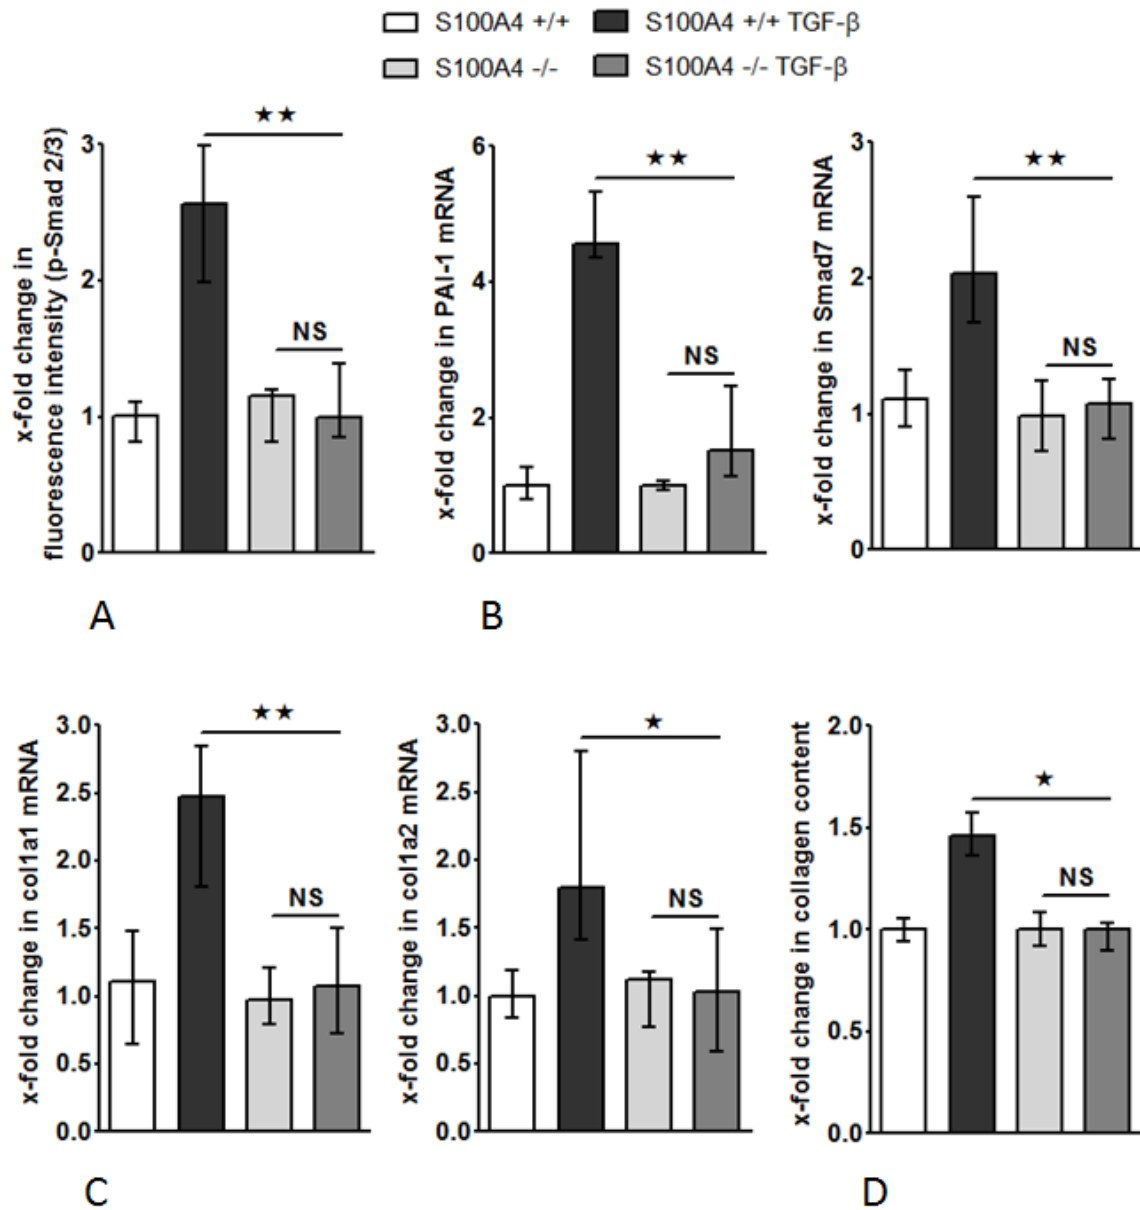 S100A4 +/+
S100A4 +/+ TGF-β
S100A4 -/-
S100A4 -/- TGF-β
x-fold change in
fluorescence intensity (p-Smad 2/3)
3
2
1
0
★★
NS
A
x-fold change in PAI-1 mRNA
6
4
2
0
★★
NS
B
x-fold change in Smad7 mRNA
3
2
1
0
★★
NS
x-fold change in col1a1 mRNA
3.0
2.5
2.0
1.5
1.0
0.5
0.0
★★
NS
C
x-fold change in col1a2 mRNA
3.0
2.5
2.0
1.5
1.0
0.5
0.0
★
NS
x-fold change in collagen content
2.0
1.5
1.0
0.5
0.0
★
NS
D